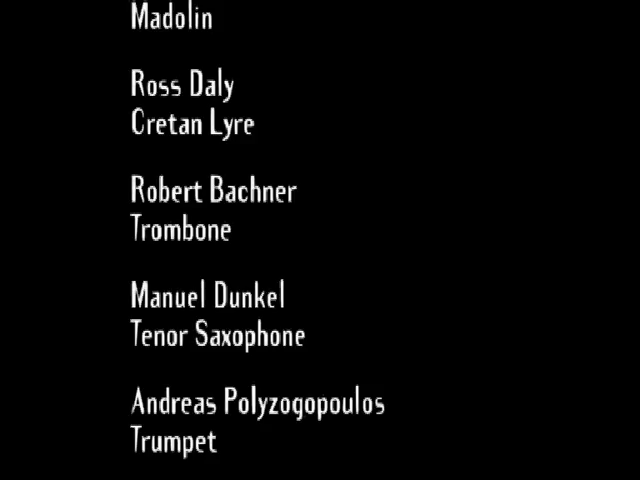 Madolin
Ross Daly
Cretan Lyre
Robert Bachner
Trombone
Manuel Dunkel
Tenor Saxophone
Andreas Polyzogopoulos
Trumpet